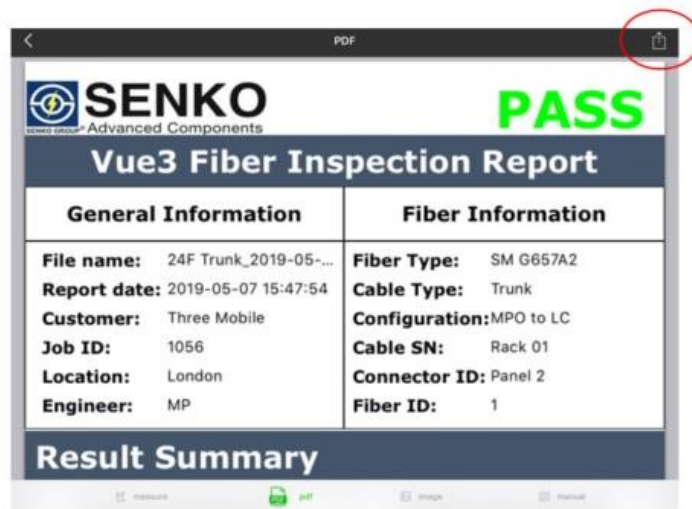 PDF
SENKO
SENKO GROUP Advanced Components
PASS
Vue3 Fiber Inspection Report
General Information
File name: 24F Trunk_2019-05-...
Report date: 2019-05-07 15:47:54
Customer: Three Mobile
Job ID: 1056
Location: London
Engineer: MP
Fiber Information
Fiber Type: SM G657A2
Cable Type: Trunk
Configuration: MPO to LC
Cable SN: Rack 01
Connector ID: Panel 2
Fiber ID: 1
Result Summary
measure
PDF
pdf
image
manual